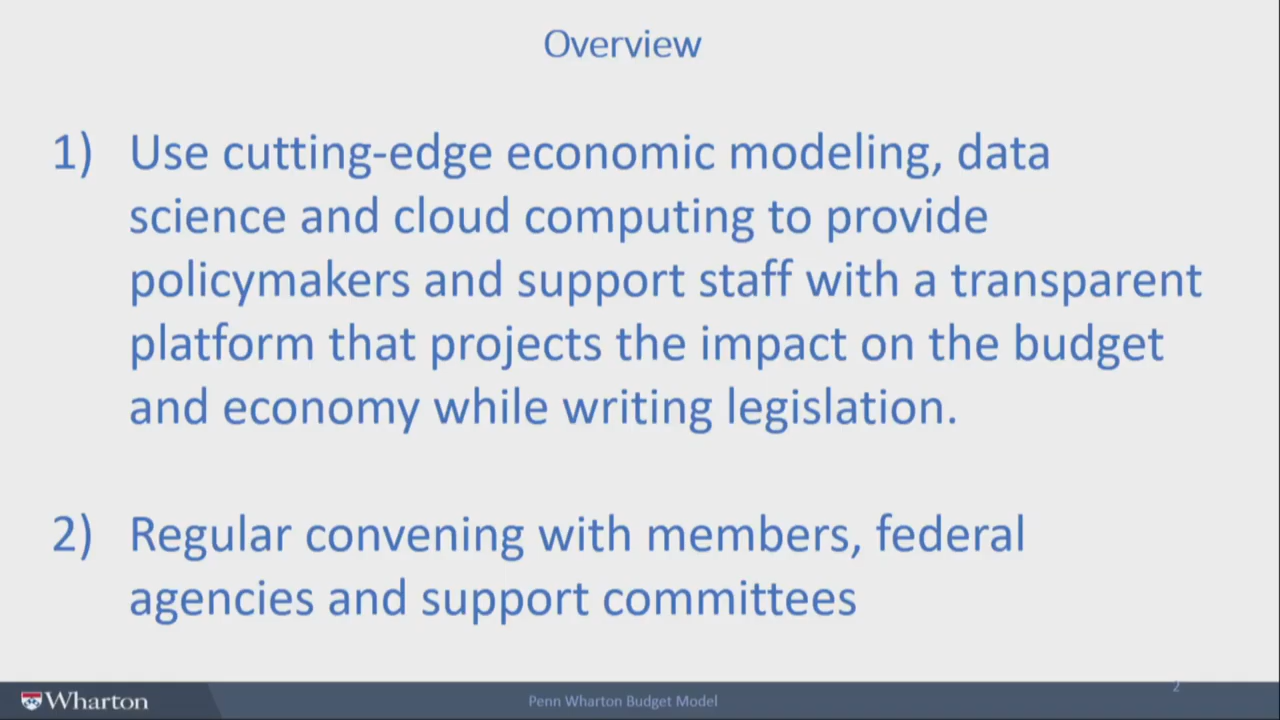 Overview
1) Use cutting-edge economic modeling, data
science and cloud computing to provide
policymakers and support staff with a transparent
platform that projects the impact on the budget
and economy while writing legislation.
2) Regular convening with members, federal
agencies and support committees
2
Wharton
Penn Wharton Budget Model